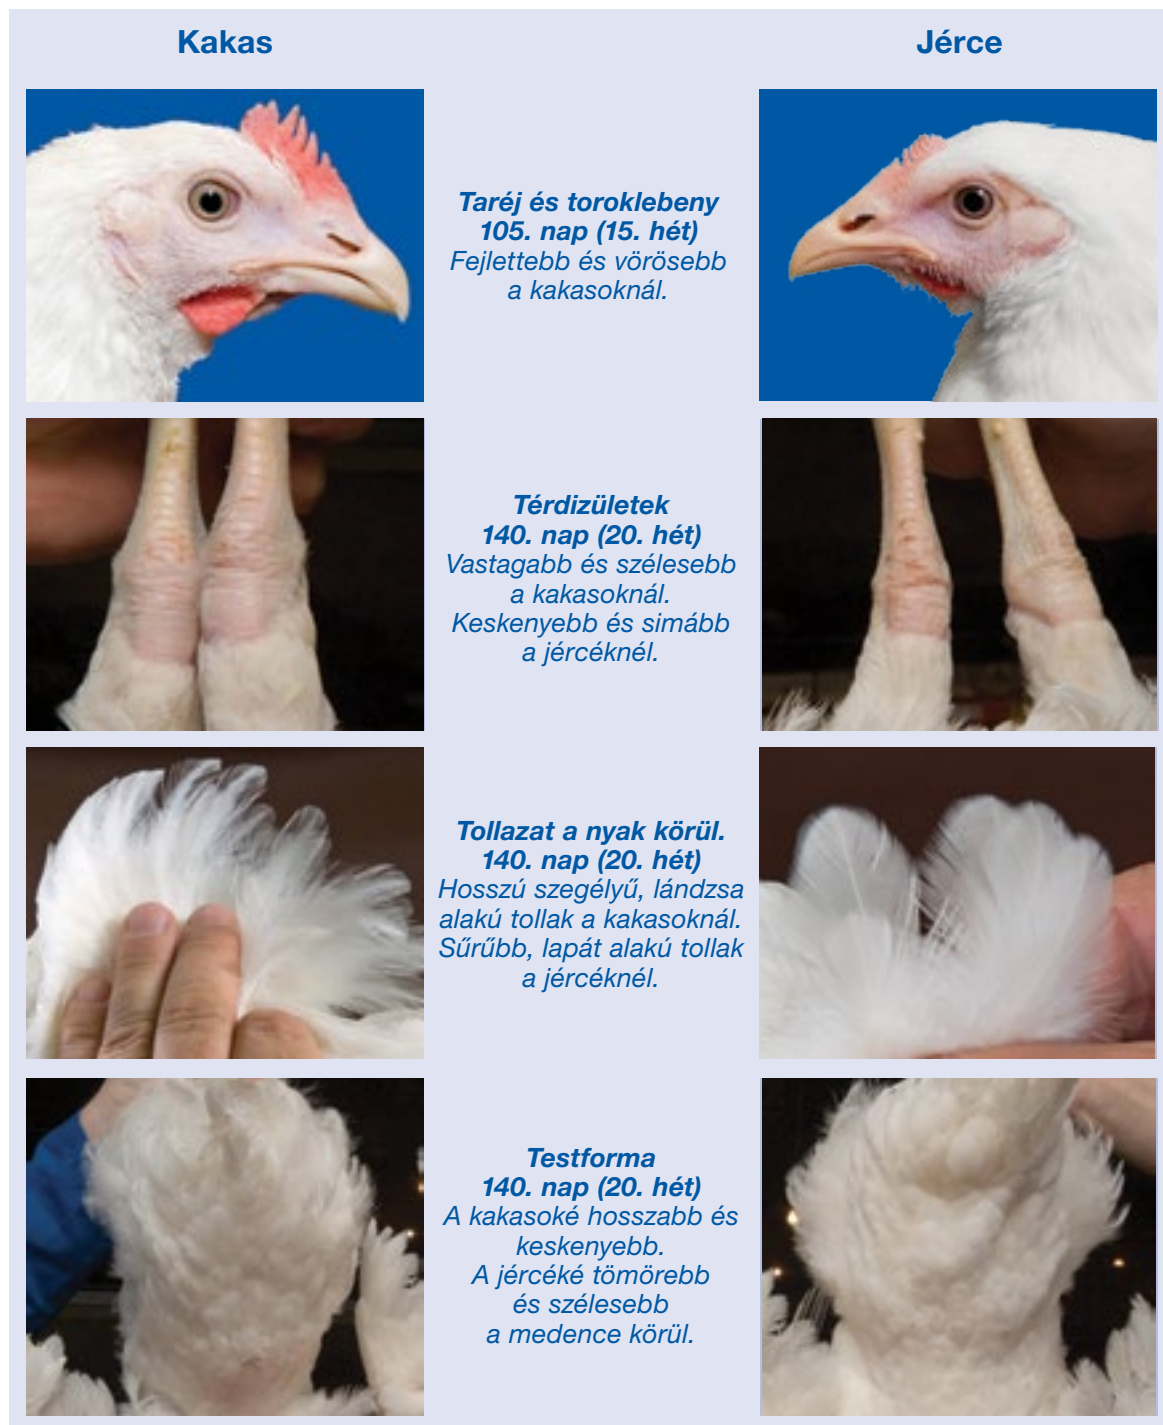 Kakas
Jérce
Taréj és toroklebeny
105. nap (15. hét)
Fejlettebb és vörösebb
a kakasoknál.
Térdizületek
140. nap (20. hét)
Vastagabb és szélesebb
a kakasoknál.
Keskenyebb és simább
a jércéknél.
Tollazat a nyak körül.
140. nap (20. hét)
Hosszú szegélyű, lándzsa
alakú tollak a kakasoknál.
Sűrűbb, lapát alakú tollak
a jércéknél.
Testforma
140. nap (20. hét)
A kakasoké hosszabb és
keskenyebb.
A jércéké tömörebb
és szélesebb
a medence körül.